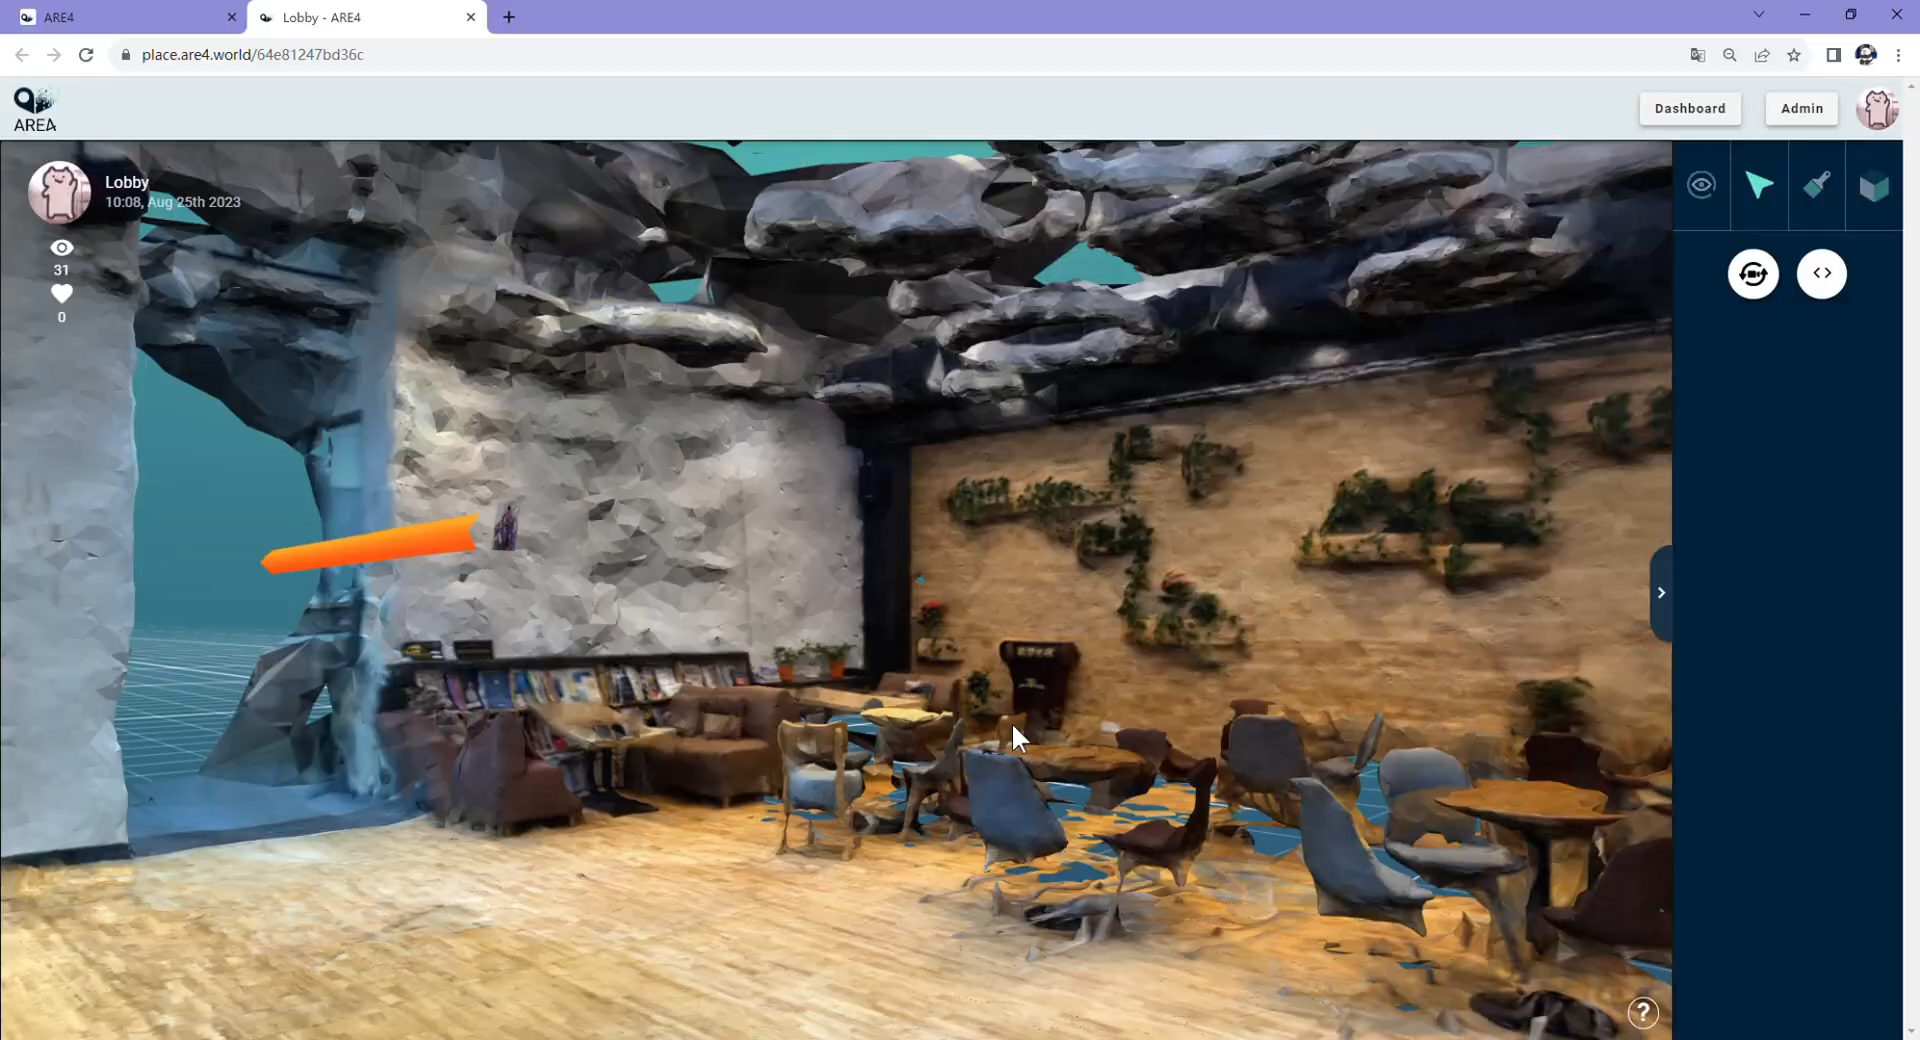 ARE4
Lobby - ARE4
place.are4.world/64e81247bd36c
AREA
Dashboard
Admin
Lobby
10:08, Aug 25th 2023
31
0
?